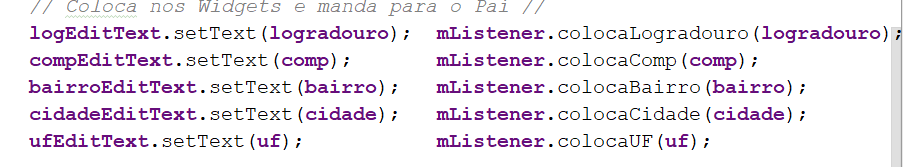 // Coloca nos Widgets e manda para o Pai //
logEditText.setText(logradouro); mListener.colocaLogradouro(logradouro);
compEditText.setText(comp); mListener.colocaComp(comp);
bairroEditText.setText(bairro); mListener.colocaBairro(bairro);
cidadeEditText.setText(cidade); mListener.colocaCidade(cidade);
ufEditText.setText(uf); mListener.colocaUF(uf);